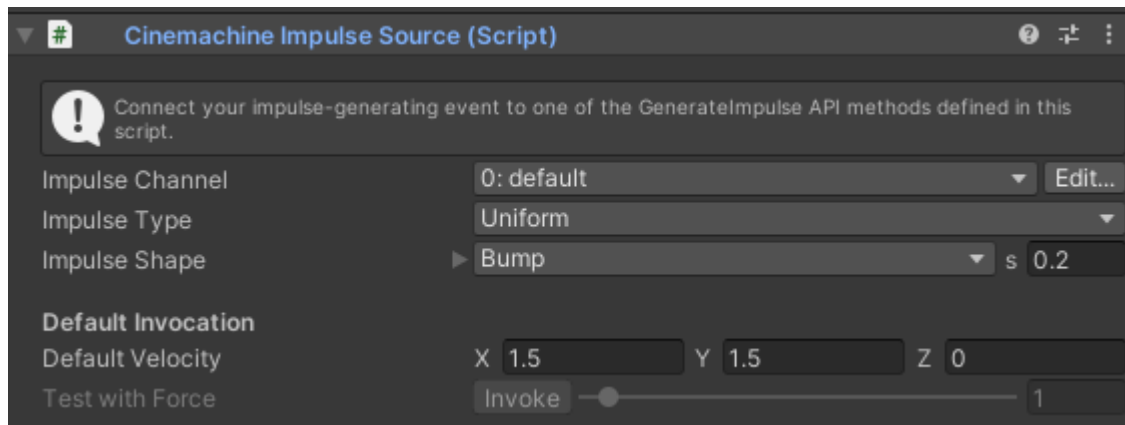 # Cinemachine Impulse Source (Script)
Connect your impulse-generating event to one of the GenerateImpulse API methods defined in this
script.
Impulse Channel 0: default Edit...
Impulse Type Uniform
Impulse Shape Bump s 0.2
Default Invocation
Default Velocity X 1.5 Y 1.5 Z 0
Test with Force Invoke 1